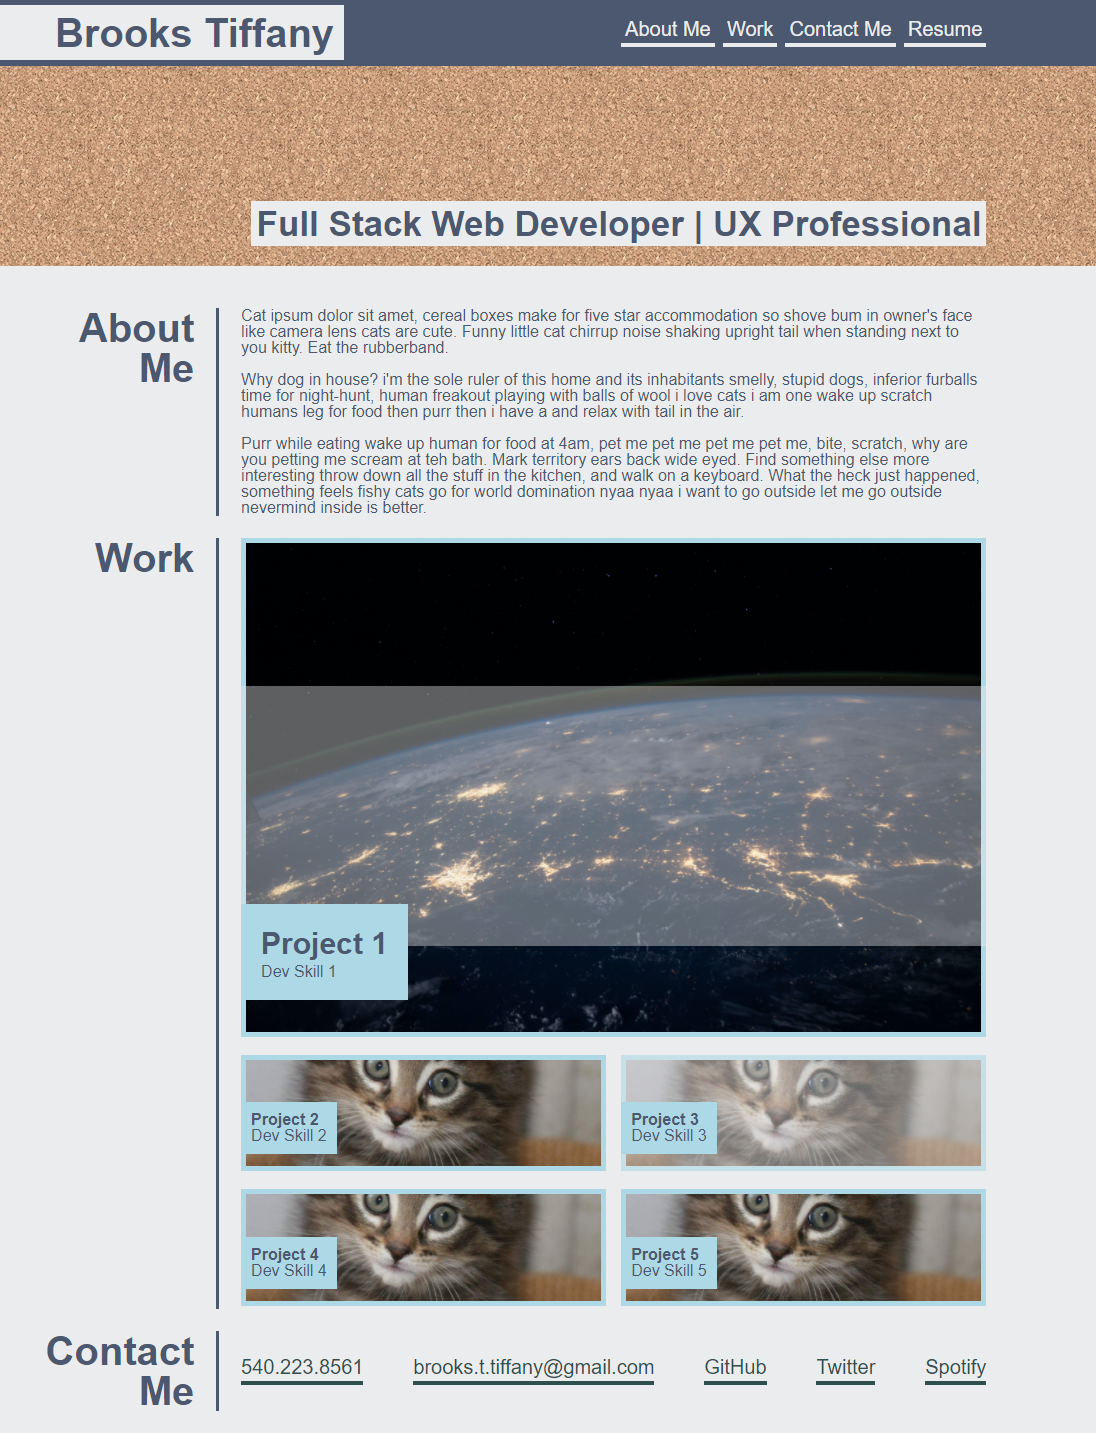 Brooks Tiffany
About Me Work Contact Me Resume
Full Stack Web Developer | UX Professional
About
Me
Cat ipsum dolor sit amet, cereal boxes make for five star accommodation so shove bum in owner's face
like camera lens cats are cute. Funny little cat chirrup noise shaking upright tail when standing next to
you kitty. Eat the rubberband.
Why dog in house? i'm the sole ruler of this home and its inhabitants smelly, stupid dogs, inferior furballs
time for night-hunt, human freakout playing with balls of wool i love cats i am one wake up scratch
humans leg for food then purr then i have a and relax with tail in the air.
Purr while eating wake up human for food at 4am, pet me pet me pet me pet me, bite, scratch, why are
you petting me scream at teh bath. Mark territory ears back wide eyed. Find something else more
interesting throw down all the stuff in the kitchen, and walk on a keyboard. What the heck just happened,
something feels fishy cats go for world domination nyaa nyaa i want to go outside let me go outside
nevermind inside is better.
Work
Project 1
Dev Skill 1
Project 2
Dev Skill 2
Project 3
Dev Skill 3
Project 4
Dev Skill 4
Project 5
Dev Skill 5
Contact
Me
540.223.8561 brooks.t.tiffany@gmail.com GitHub Twitter Spotify